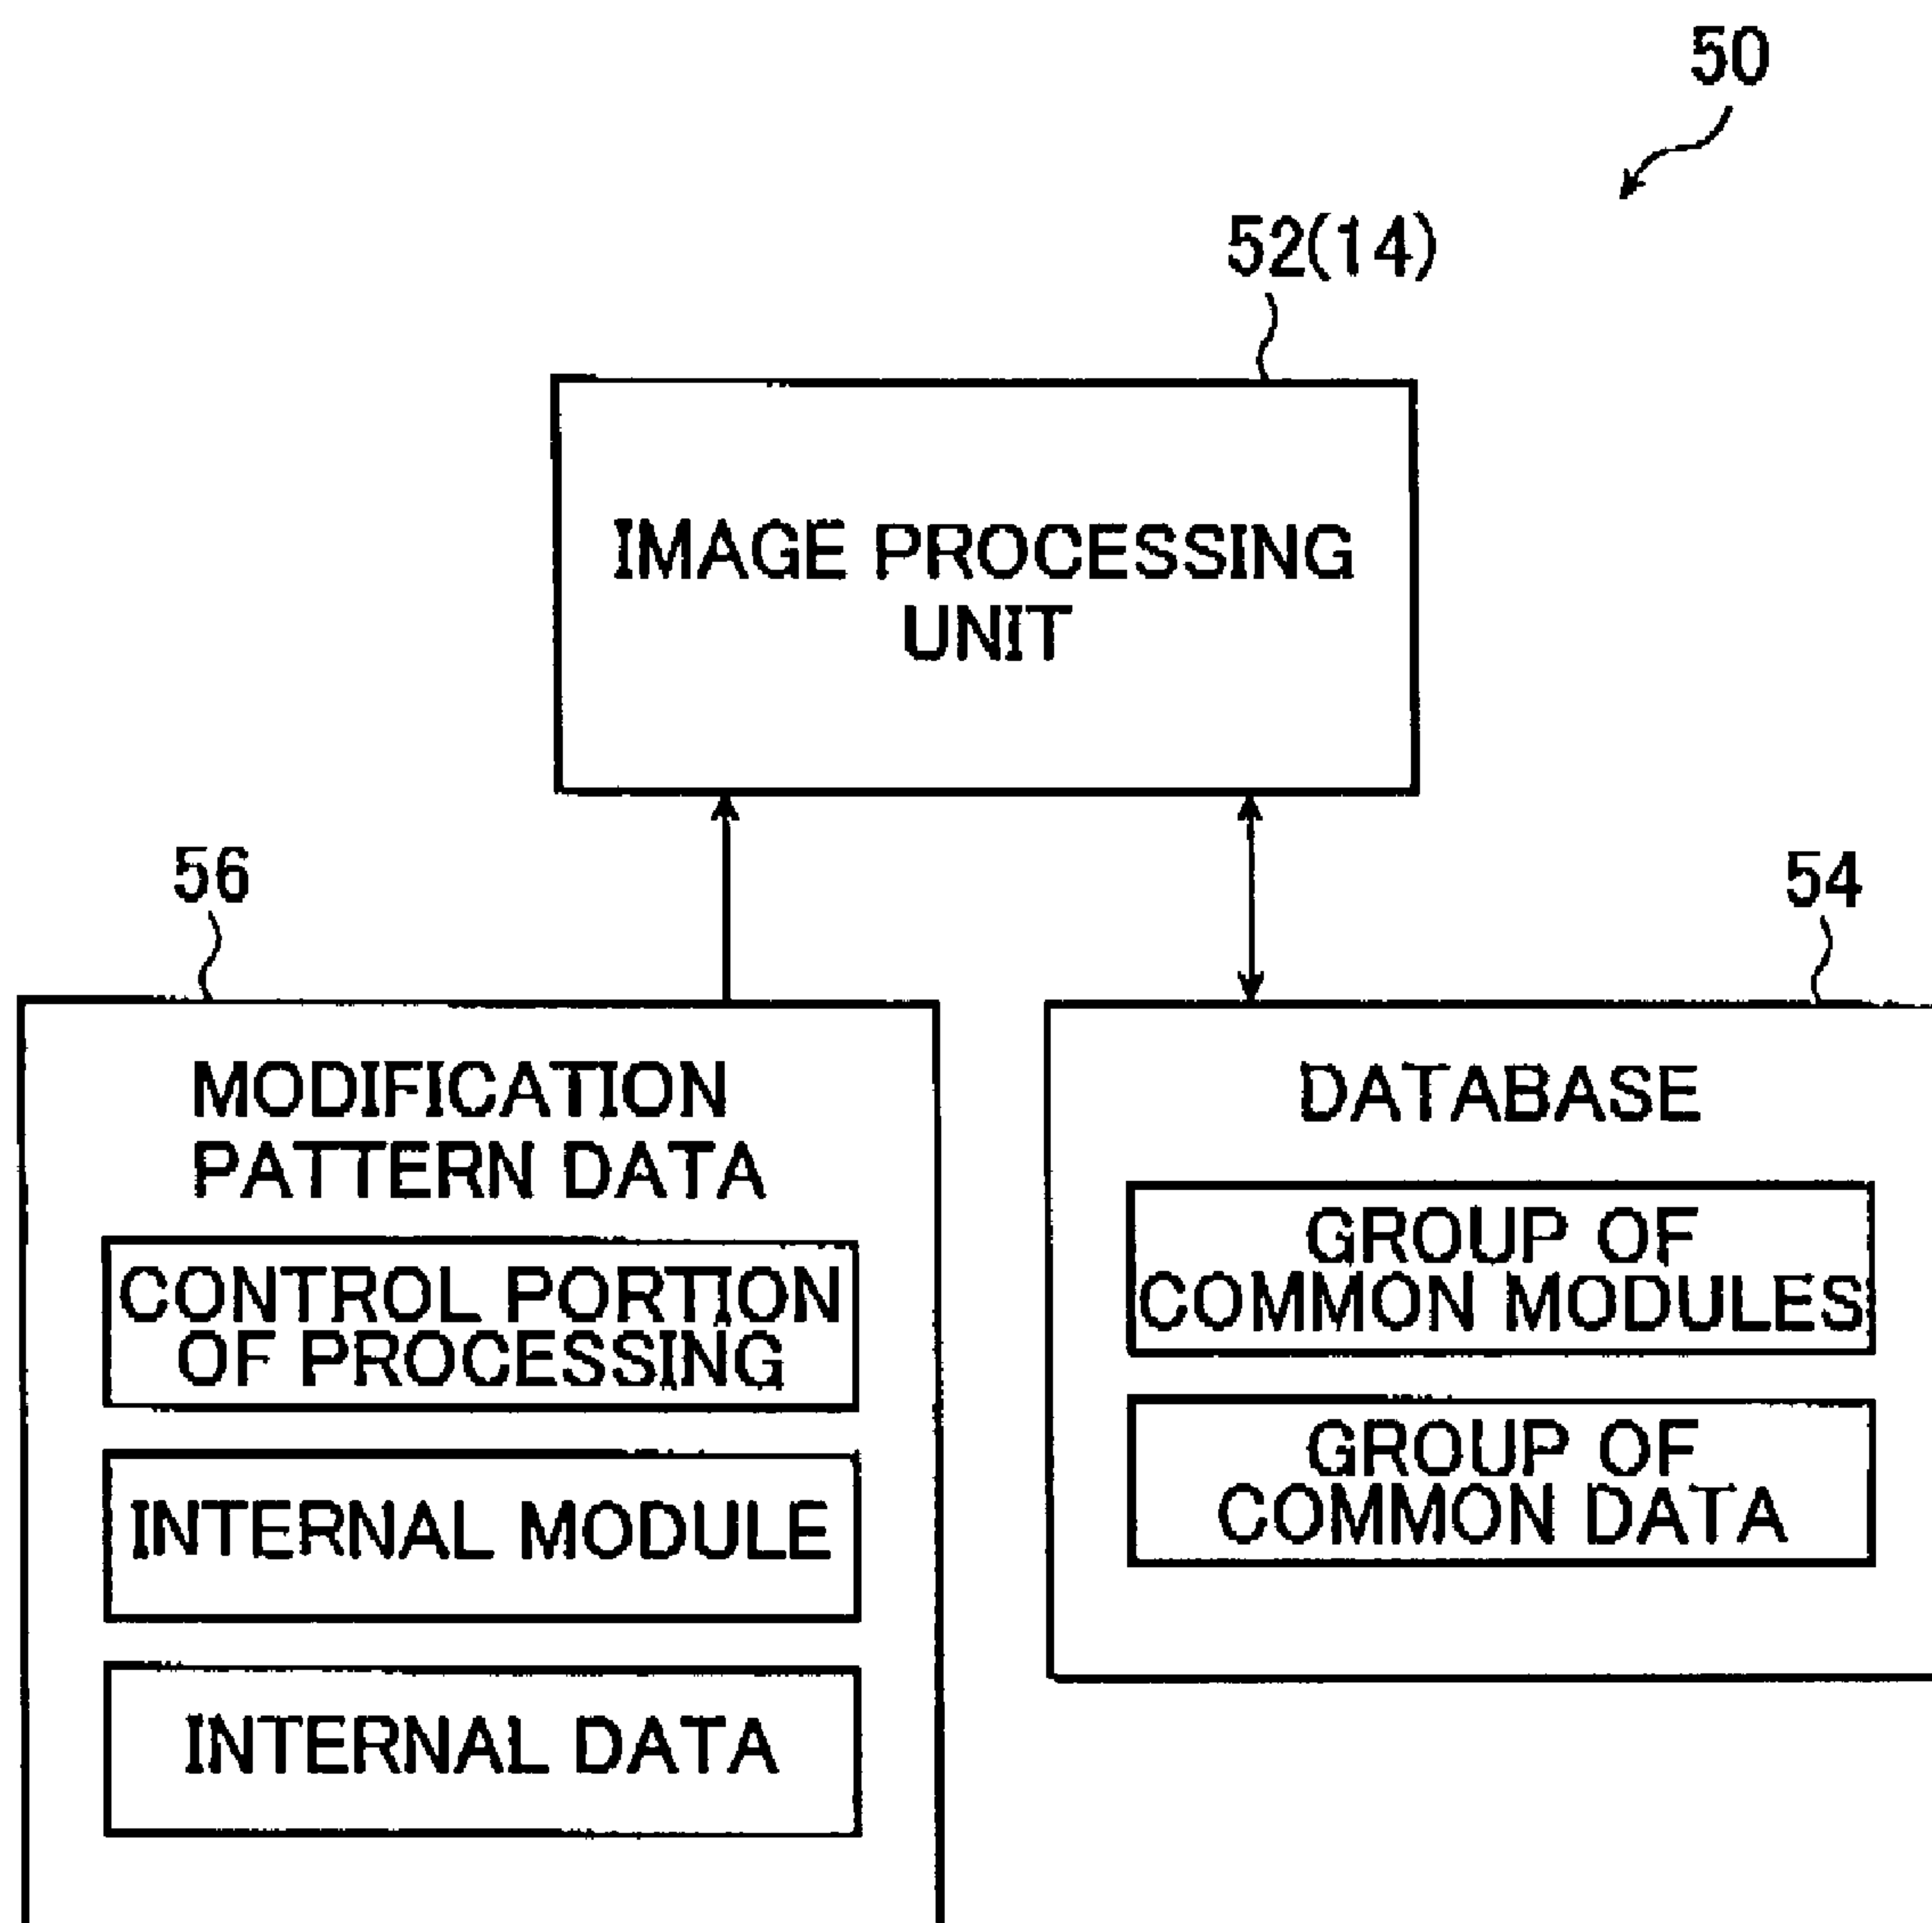 50
52(14)
IMAGE PROCESSING
UNIT
56
54
MODIFICATION
PATTERN DATA
CONTROL PORTION
OF PROCESSING
INTERNAL MODULE
INTERNAL DATA
DATABASE
GROUP OF
COMMON MODULES
GROUP OF
COMMON DATA